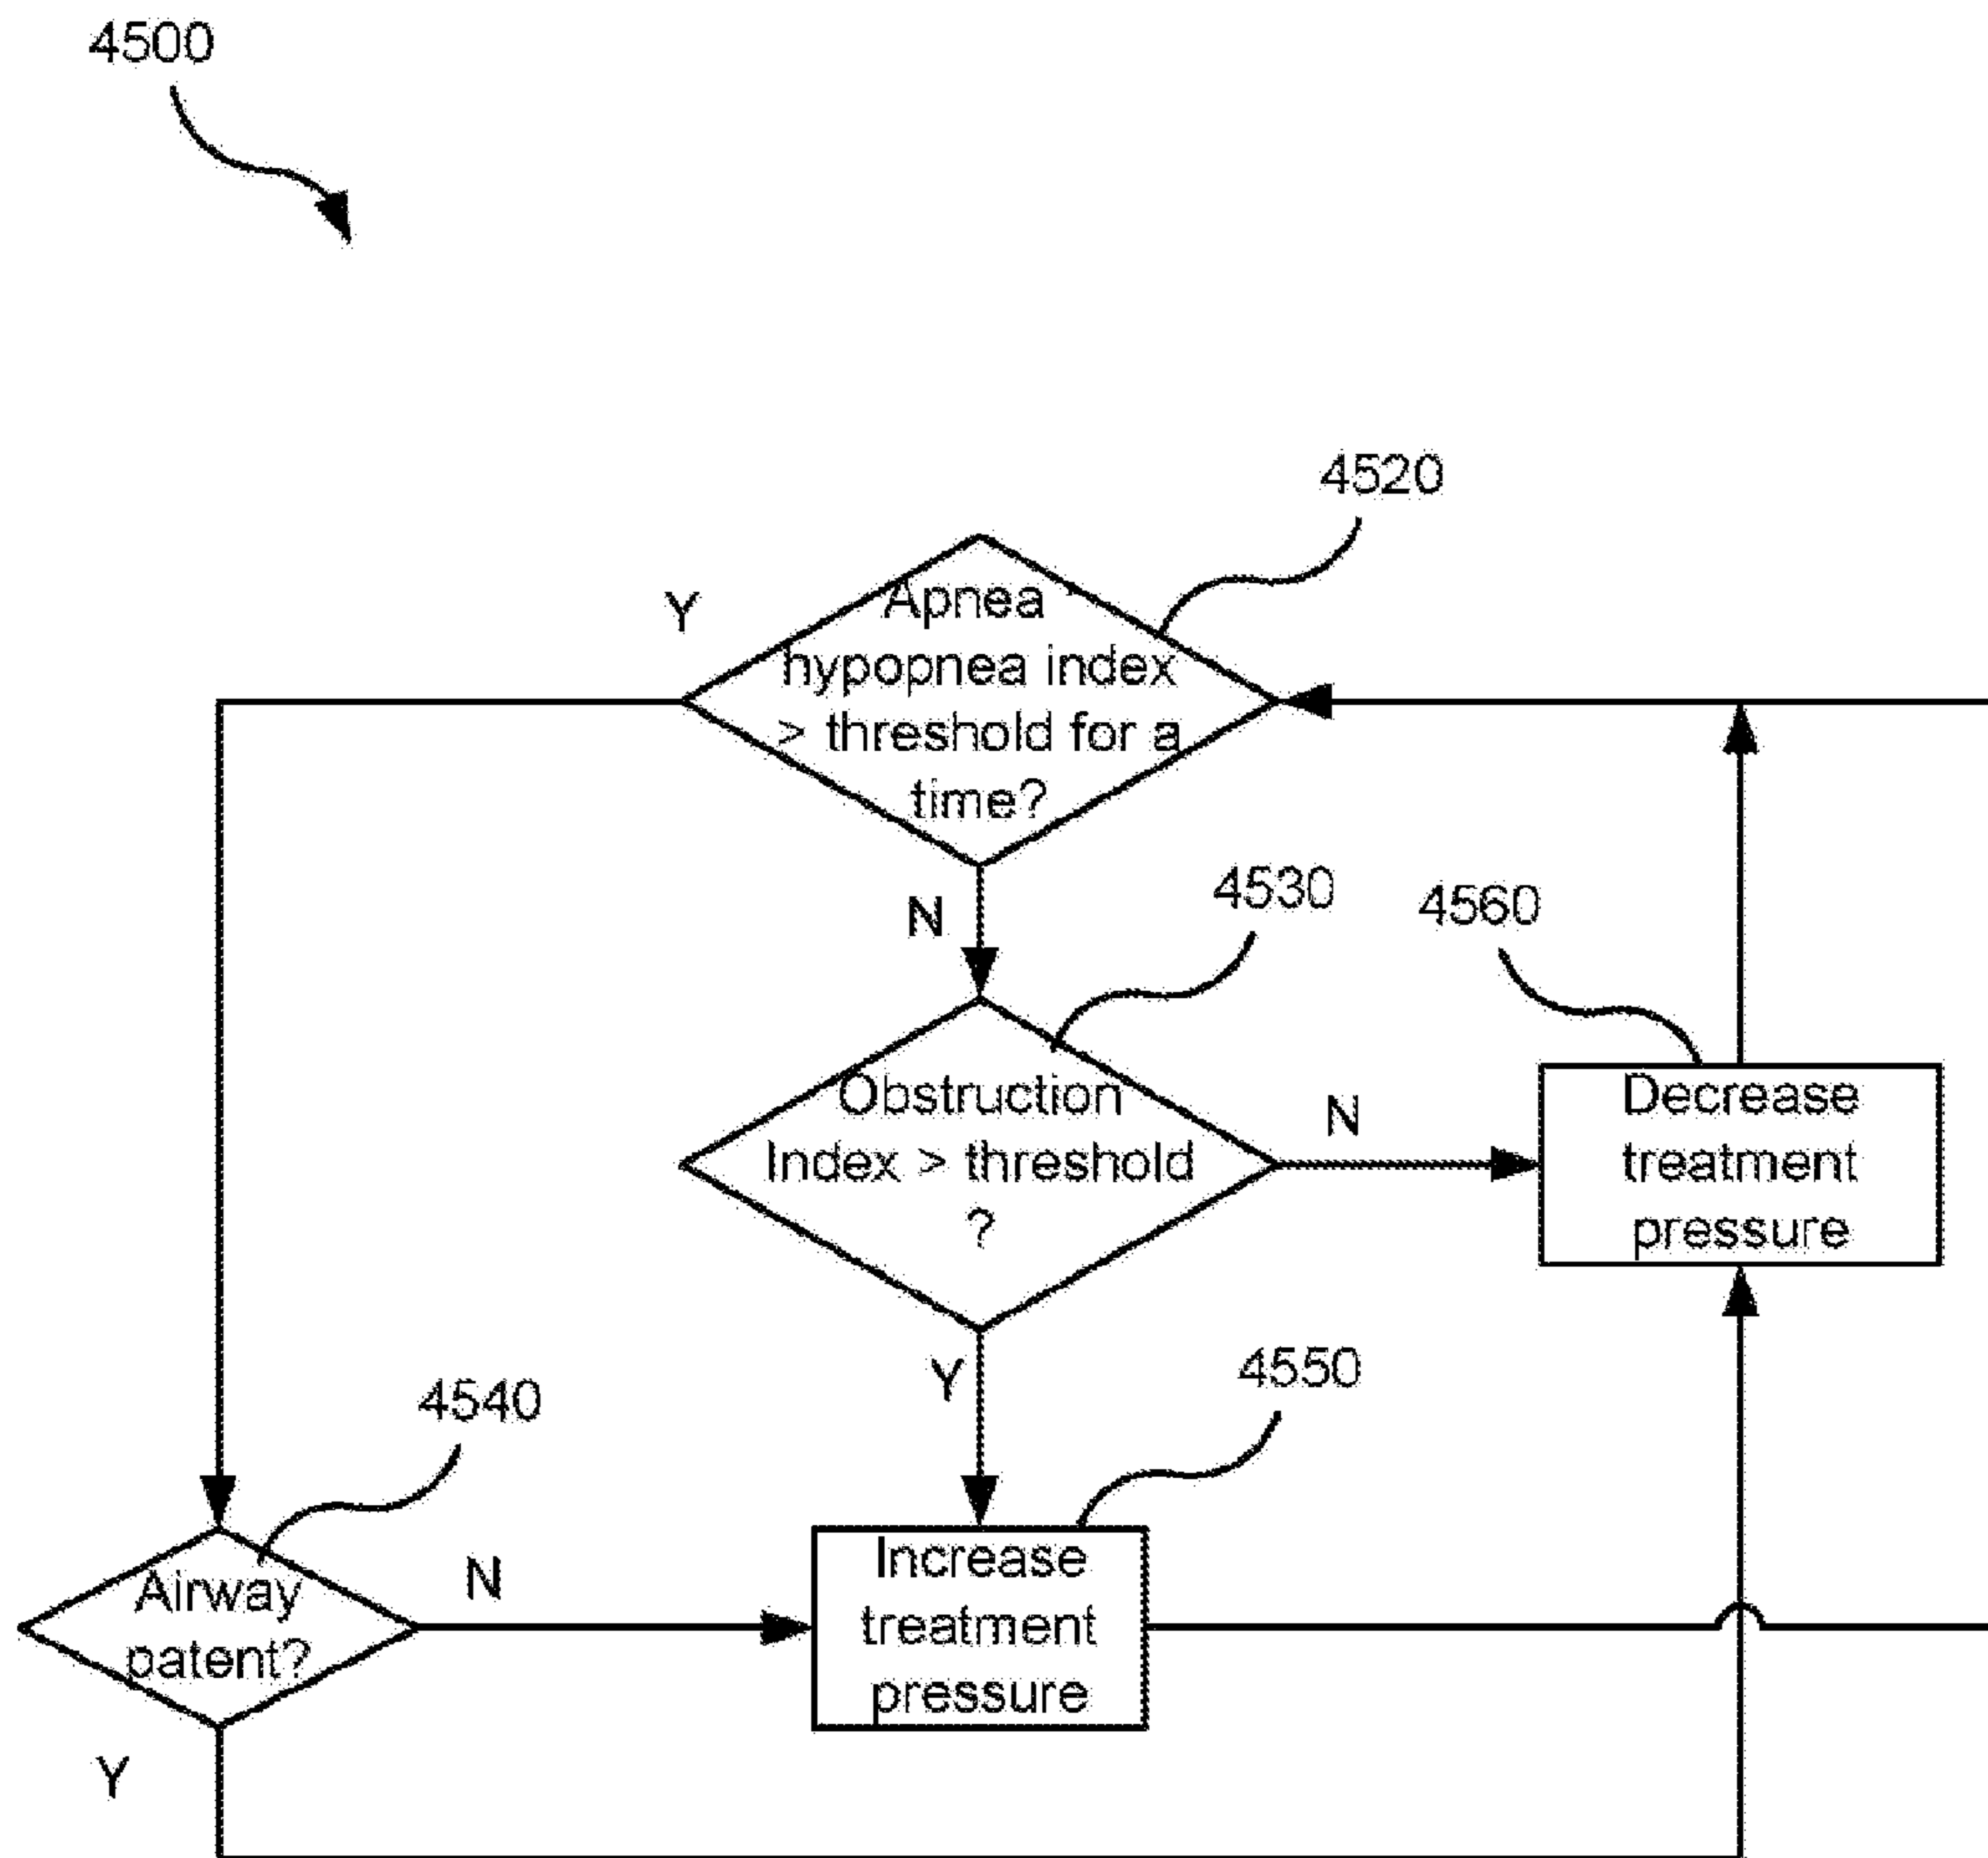 4500
4520
Y
Apnea
hypopnea index
> threshold for a
time?
N
4530
4560
Obstruction
Index > threshold
?
N
Decrease
treatment
pressure
Y
4550
4540
Airway
patent?
N
Increase
treatment
pressure
Y